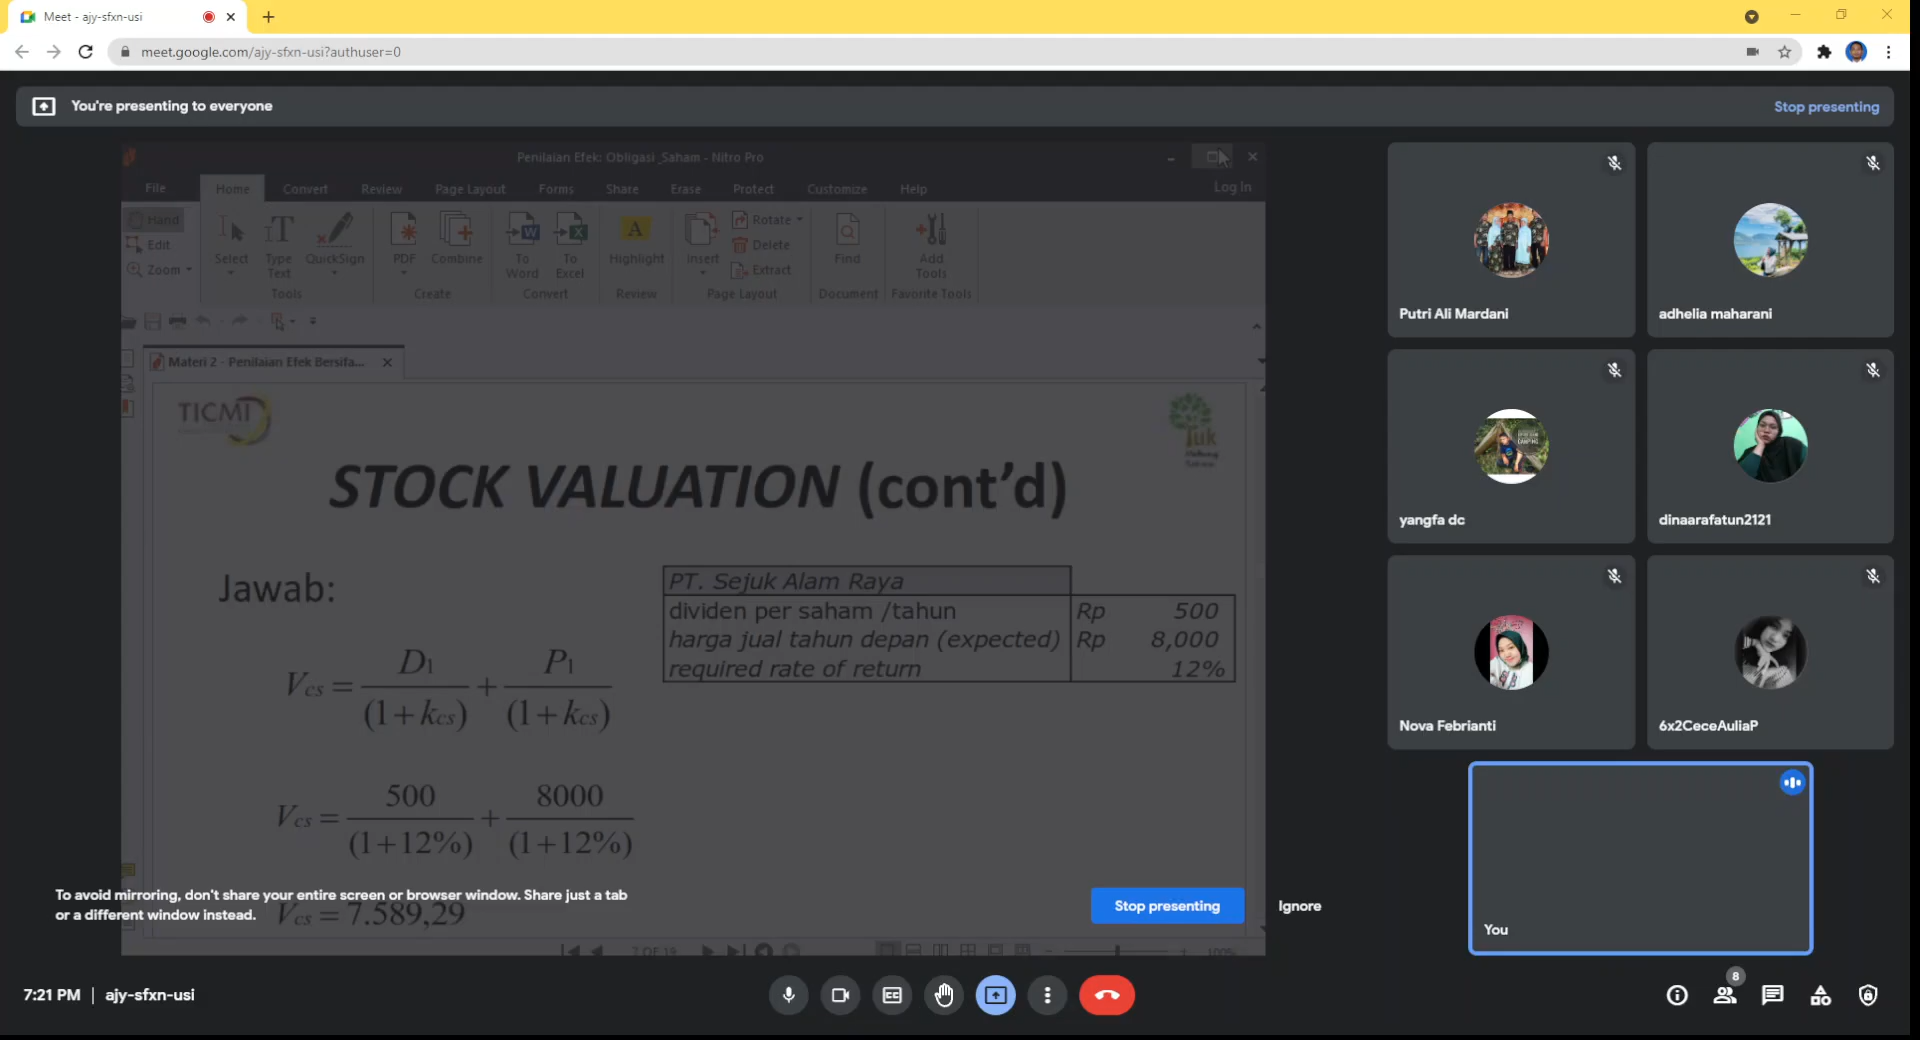 Meet - ajy-sfxn-usi
meet.google.com/ajy-sfxn-usi?authuser=0
You're presenting to everyone
Stop presenting
Penilaian Efek: Obligasi _Saham - Nitro Pro
File Home Convert Review Page Layout Forms Share Erase Protect Customize Help Log In
Hand
Edit
Zoom
Select
Type
Text
QuickSign
Tools
PDF
Combine
Create
To
Word
To
Excel
Convert
Highlight
Review
Insert
Rotate
Delete
Extract
Page Layout
Find
Document
Add
Tools
Favorite Tools
Materi 2 - Penilaian Efek Bersifa...
TICMI
Tuk
STOCK VALUATION (cont'd)
Jawab:
PT. Sejuk Alam Raya
dividen per saham /tahun Rp 500
harga jual tahun depan (expected) Rp 8,000
required rate of return 12%
Vcs = D1 / (1+kcs) + P1 / (1+kcs)
Vcs = 500 / (1+12%) + 8000 / (1+12%)
Vcs = 7.589,29
To avoid mirroring, don't share your entire screen or browser window. Share just a tab
or a different window instead.
Stop presenting
Ignore
7 OF 19
100%
Putri Ali Mardani
adhelia maharani
yangfa dc
dinaarafatun2121
Nova Febrianti
6x2CeceAuliaP
You
7:21 PM | ajy-sfxn-usi
8